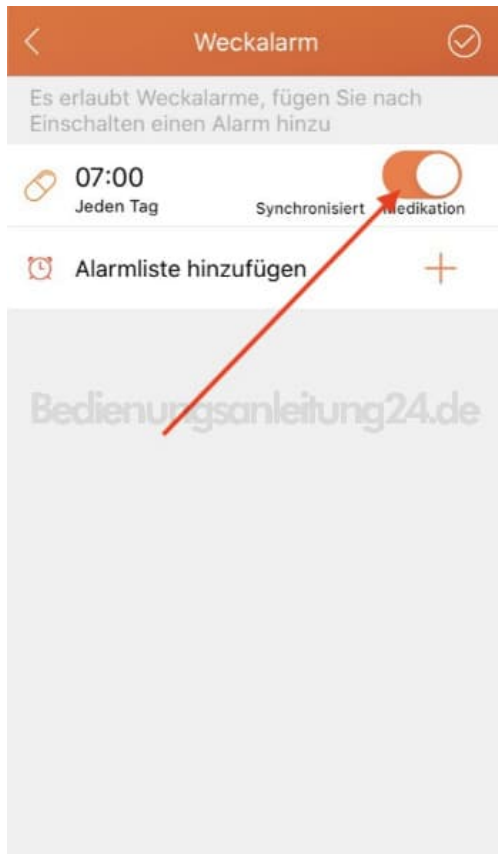 Weckalarm
Es erlaubt Weckalarme, fügen Sie nach
Einschalten einen Alarm hinzu
07:00
Jeden Tag
Synchronisiert Medikation
Alarmliste hinzufügen
Bedienungsanleitung24.de